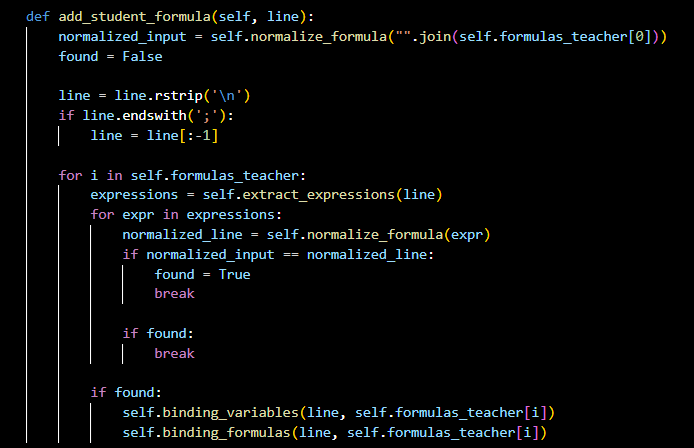 def add_student_formula(self, line):
    normalized_input = self.normalize_formula("".join(self.formulas_teacher[0]))
    found = False

    line = line.rstrip('\n')
    if line.endswith(';'):
        line = line[:-1]

    for i in self.formulas_teacher:
        expressions = self.extract_expressions(line)
        for expr in expressions:
            normalized_line = self.normalize_formula(expr)
            if normalized_input == normalized_line:
                found = True
                break

            if found:
                break

        if found:
            self.binding_variables(line, self.formulas_teacher[i])
            self.binding_formulas(line, self.formulas_teacher[i])